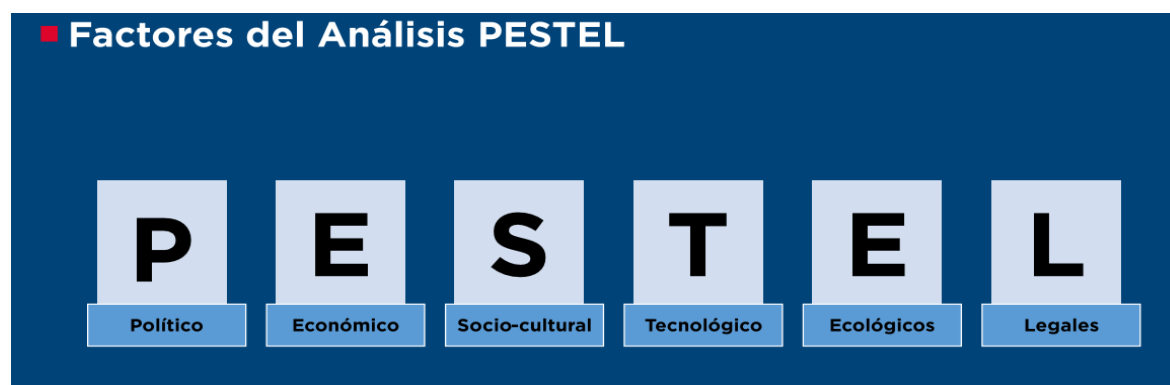 Factores del Análisis PESTEL
P E S T E L
Político Económico Socio-cultural Tecnológico Ecológicos Legales